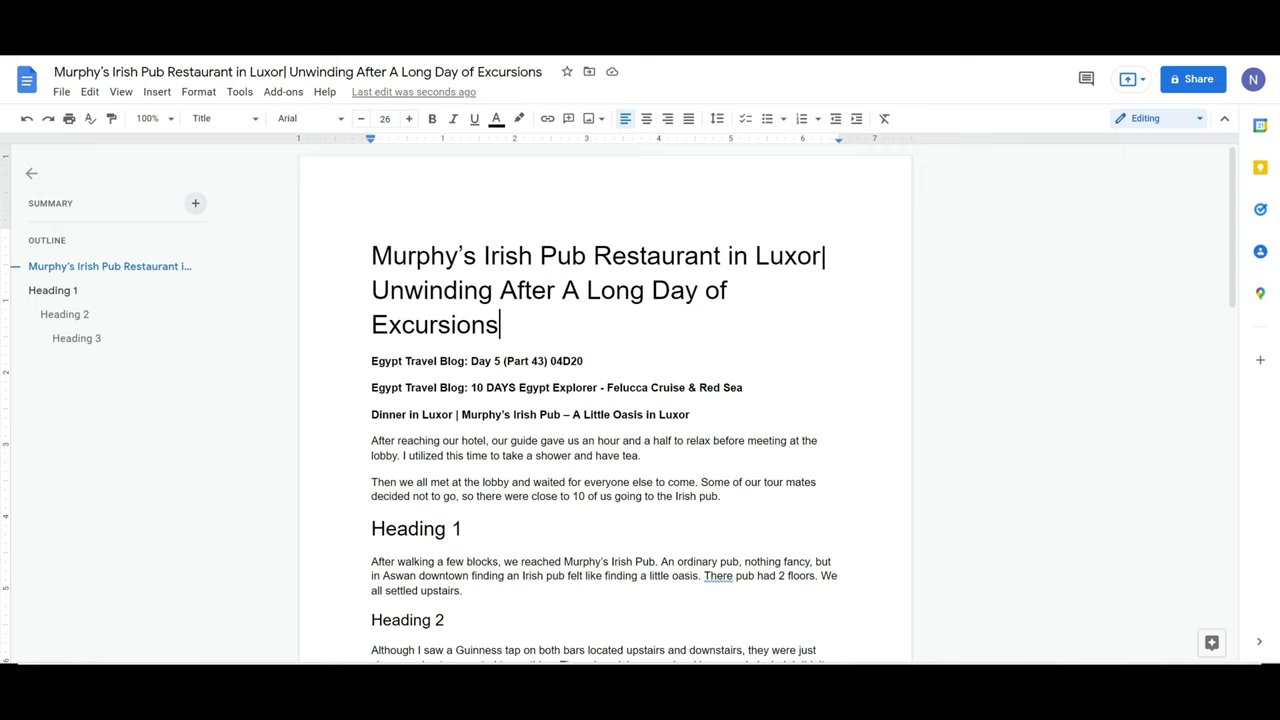 Murphy’s Irish Pub Restaurant in Luxor| Unwinding After A Long Day of Excursions
File Edit View Insert Format Tools Add-ons Help Last edit was seconds ago
Share
N
100% Title Arial 26 B I U A
Editing
1 1 2 3 4 5 6 7
SUMMARY
OUTLINE
Murphy’s Irish Pub Restaurant i...
Heading 1
Heading 2
Heading 3
Murphy’s Irish Pub Restaurant in Luxor|
Unwinding After A Long Day of
Excursions
Egypt Travel Blog: Day 5 (Part 43) 04D20
Egypt Travel Blog: 10 DAYS Egypt Explorer - Felucca Cruise & Red Sea
Dinner in Luxor | Murphy’s Irish Pub – A Little Oasis in Luxor
After reaching our hotel, our guide gave us an hour and a half to relax before meeting at the
lobby. I utilized this time to take a shower and have tea.
Then we all met at the lobby and waited for everyone else to come. Some of our tour mates
decided not to go, so there were close to 10 of us going to the Irish pub.
Heading 1
After walking a few blocks, we reached Murphy’s Irish Pub. An ordinary pub, nothing fancy, but
in Aswan downtown finding an Irish pub felt like finding a little oasis. There pub had 2 floors. We
all settled upstairs.
Heading 2
Although I saw a Guinness tap on both bars located upstairs and downstairs, they were just